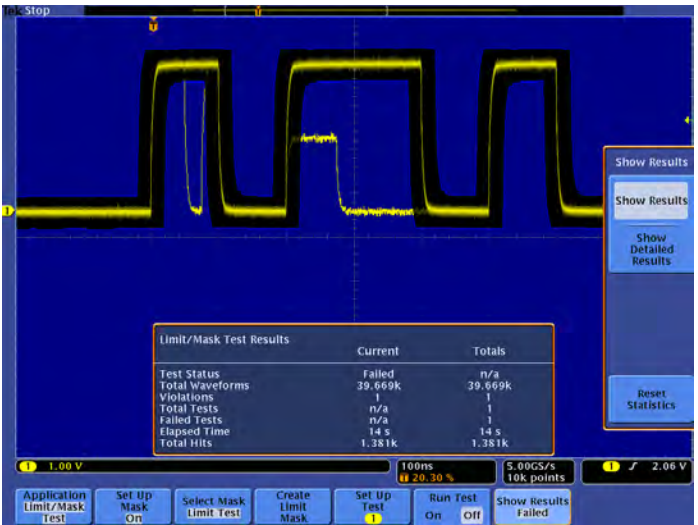 Tek Stop
T
T
1
Show Results
Show Results
Show
Detailed
Results
Reset
Statistics
Limit/Mask Test Results
Current Totals
Test Status Failed n/a
Total Waveforms 39.669k 39.669k
Violations 1 1
Total Tests n/a 1
Failed Tests n/a 1
Elapsed Time 14 s 14 s
Total Hits 1.381k 1.381k
1 1.00 V
100ns
T 20.30 %
5.00GS/s
10k points
1 2.06 V
Application
Limit/Mask
Test
Set Up
Mask
On
Select Mask
Limit Test
Create
Limit
Mask
Set Up
Test
1
Run Test
On Off
Show Results
Failed